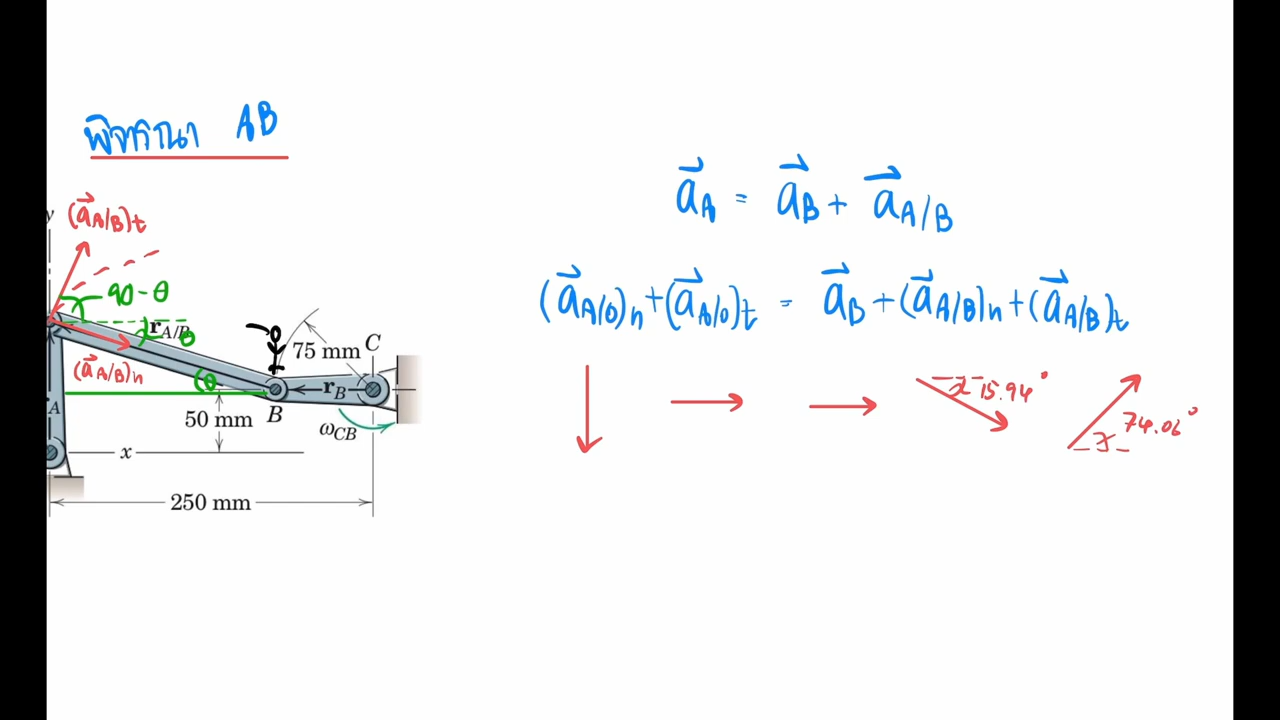 พิจารณา AB
y
(a⃗A/B)t
90-θ
rA/B
θ
(a⃗A/B)n
θ
75 mm C
rB
A
B
50 mm
ωCB
x
250 mm
a⃗A = a⃗B + a⃗A/B
(a⃗A/O)n + (a⃗A/O)t = a⃗B + (a⃗A/B)n + (a⃗A/B)t
15.94°
74.06°